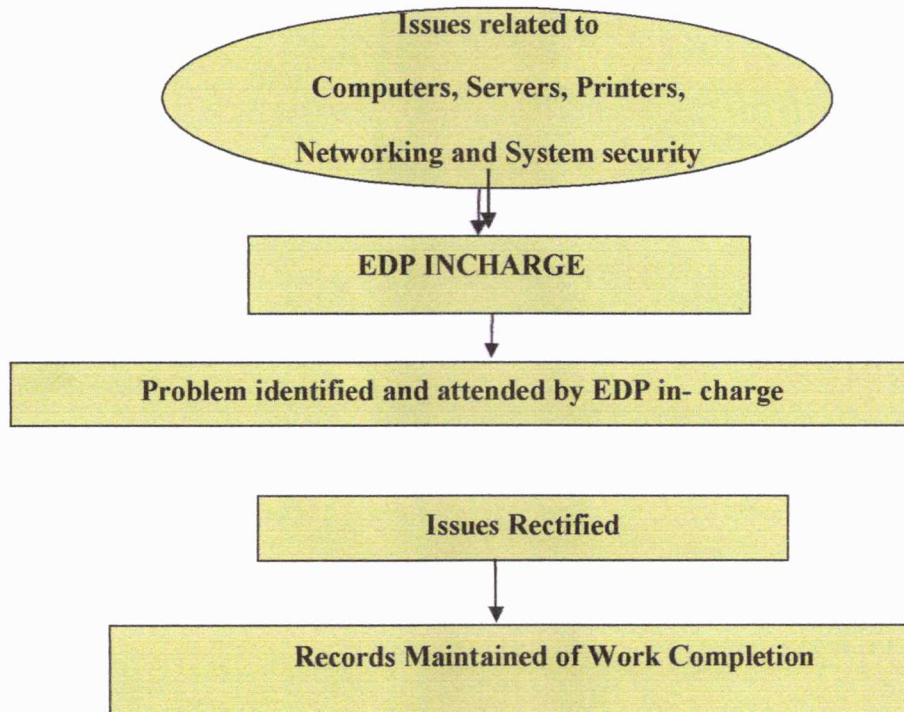 Issues related to
Computers, Servers, Printers,
Networking and System security
EDP INCHARGE
Problem identified and attended by EDP in- charge
Issues Rectified
Records Maintained of Work Completion